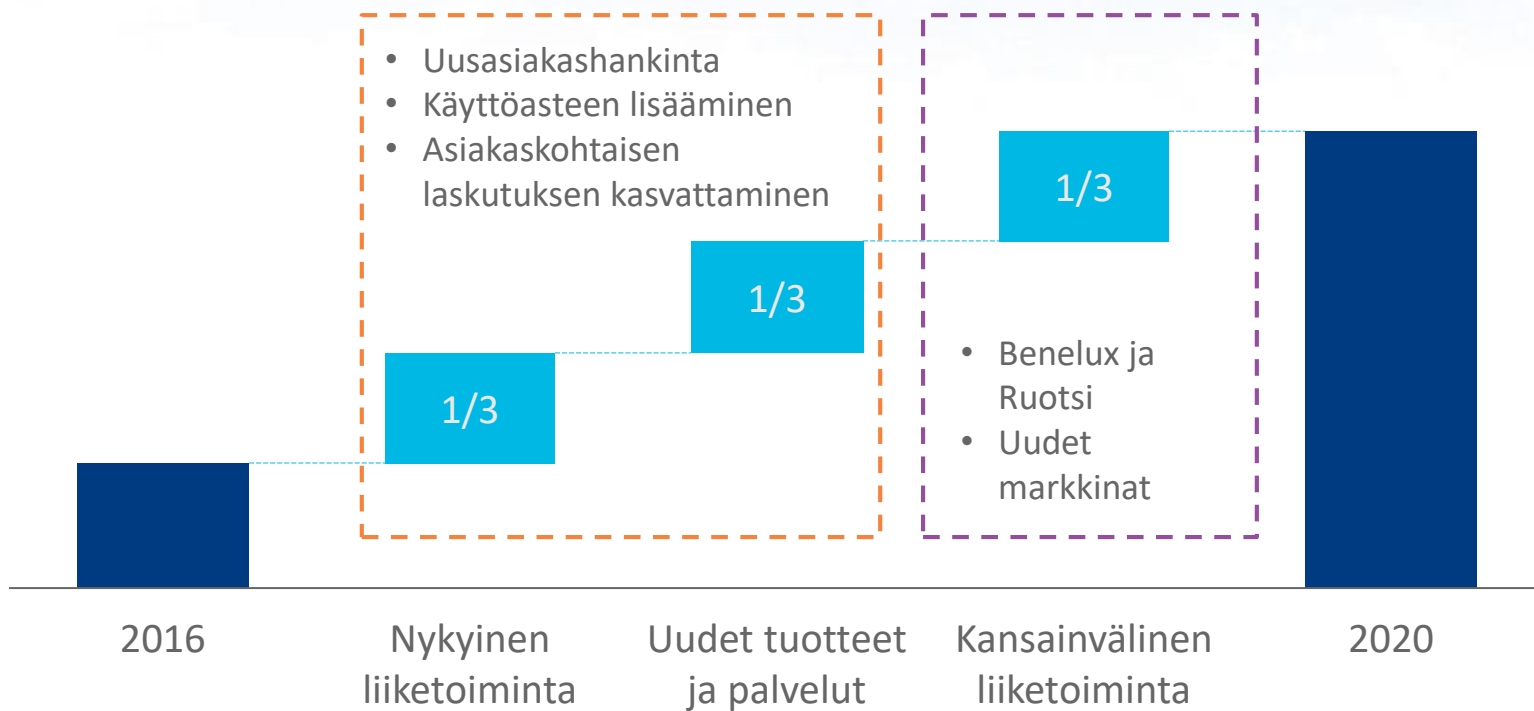 • Uusasiakashankinta
• Käyttöasteen lisääminen
• Asiakaskohtaisen
laskutuksen kasvattaminen
1/3
1/3
1/3
• Benelux ja
Ruotsi
• Uudet
markkinat
2016
Nykyinen
liiketoiminta
Uudet tuotteet
ja palvelut
Kansainvälinen
liiketoiminta
2020